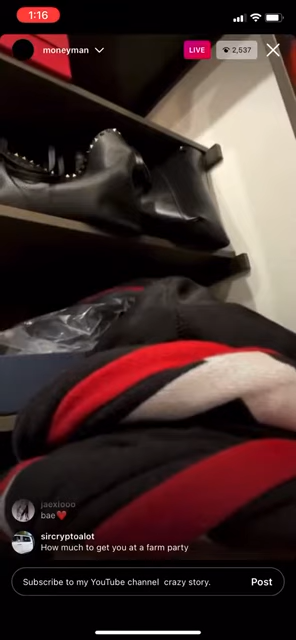 1:16
moneyman
LIVE
2,537
jaexlooo
bae❤️
sircryptoalot
How much to get you at a farm party
Subscribe to my YouTube channel  crazy story.
Post